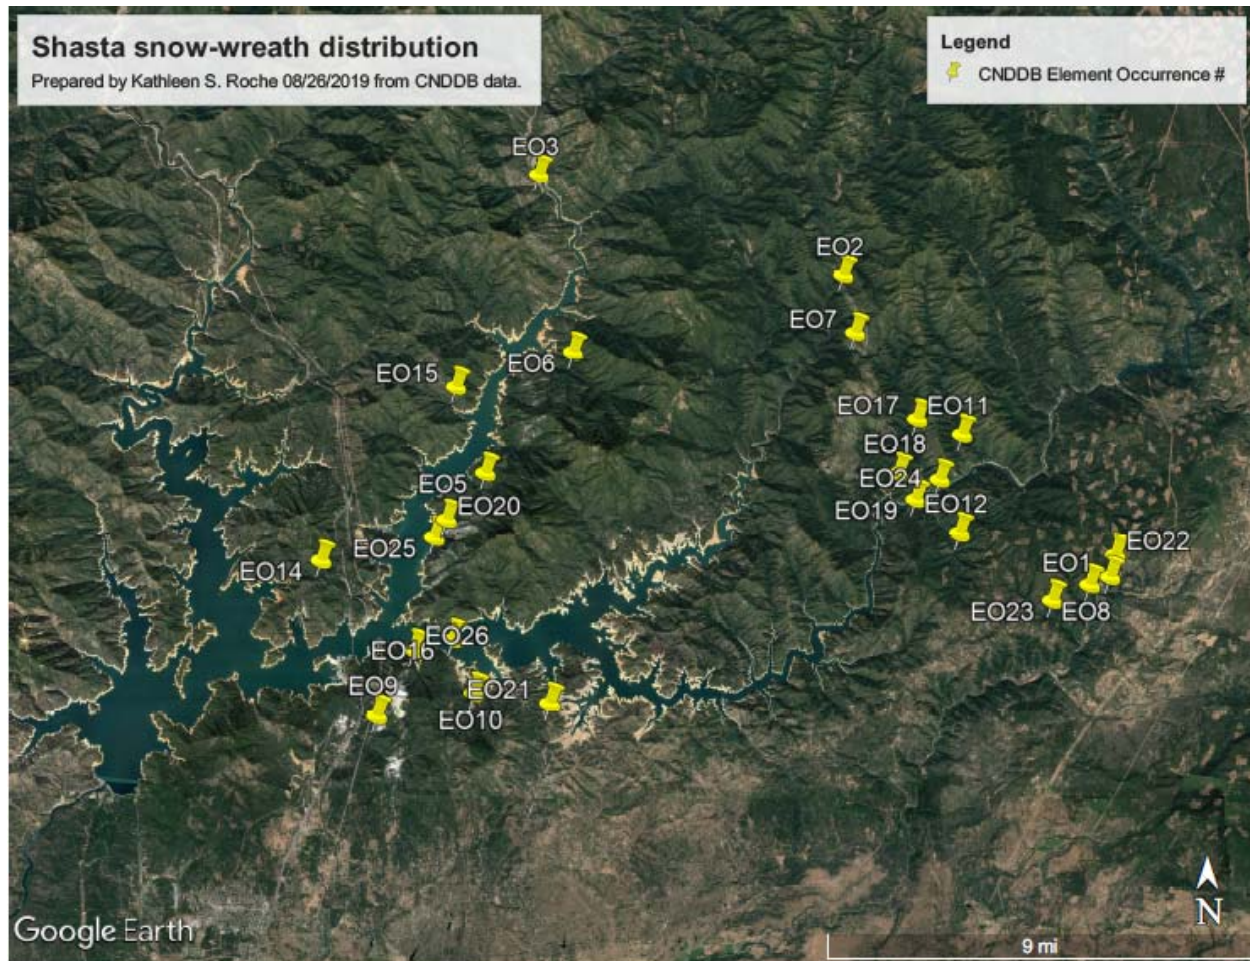 Shasta snow-wreath distribution
Prepared by Kathleen S. Roche 08/26/2019 from CNDDB data.
Legend
CNDDB Element Occurrence #
EO3
EO2
EO7
EO6
EO15
EO17 EO11
EO18
EO5
EO24
EO20
EO19 EO12
EO25
EO22
EO14
EO1
EO23 EO8
EO26
EO16
EO9
EO21
EO10
N
Google Earth
9 mi